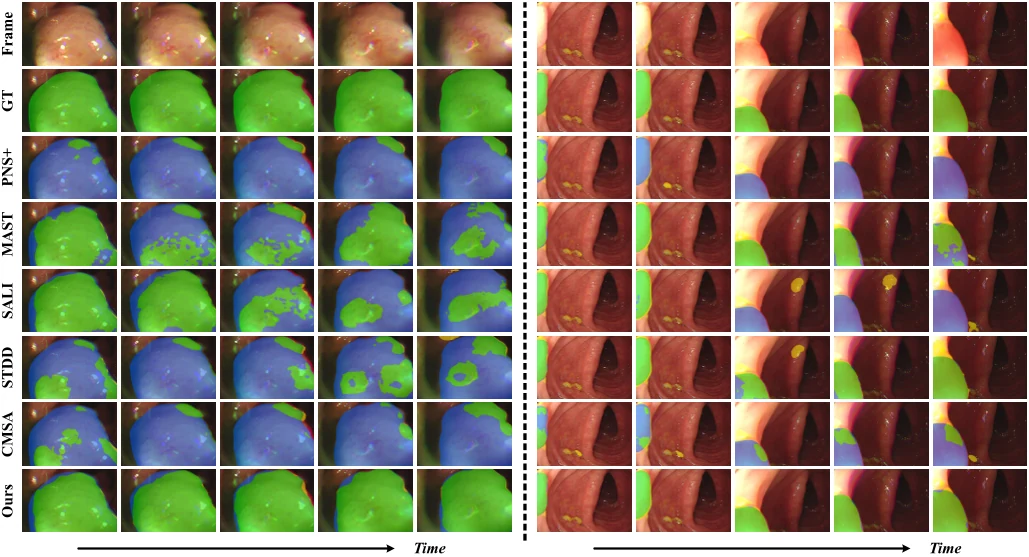 Frame
GT
PNS+
MAST
SALI
STDD
CMSA
Ours
Time
Time